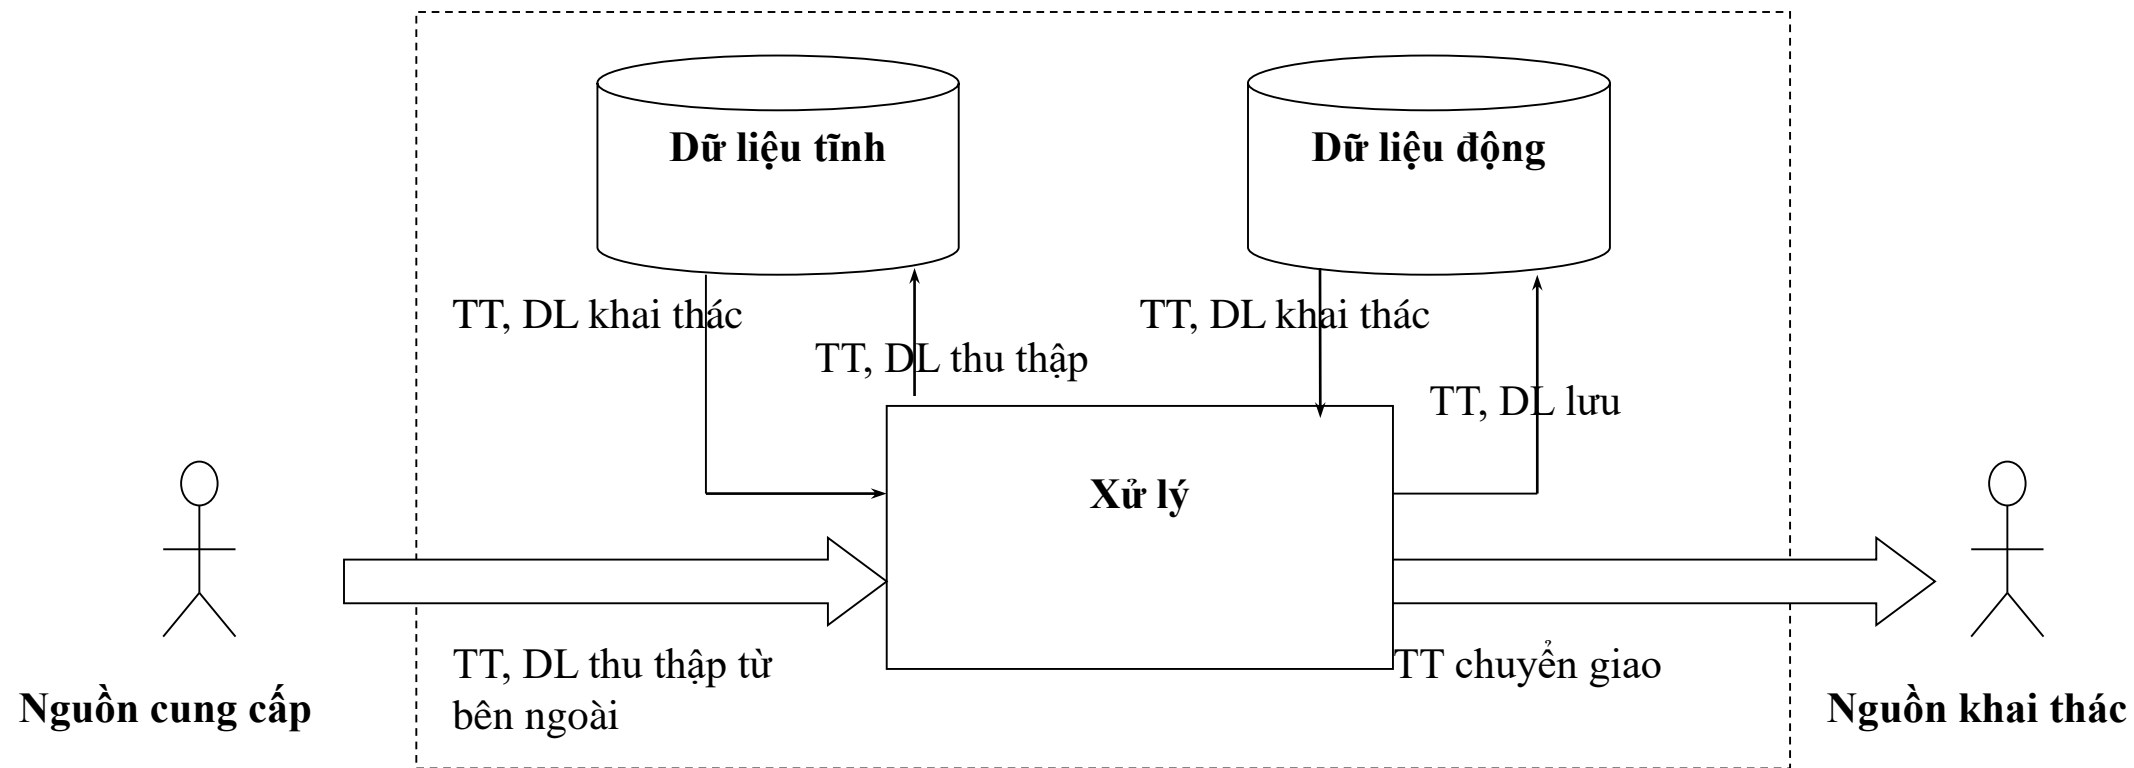 Dữ liệu tĩnh
Dữ liệu động
TT, DL khai thác
TT, DL khai thác
TT, DL thu thập
TT, DL lưu
Xử lý
TT, DL thu thập từ
bên ngoài
TT chuyển giao
Nguồn cung cấp
Nguồn khai thác